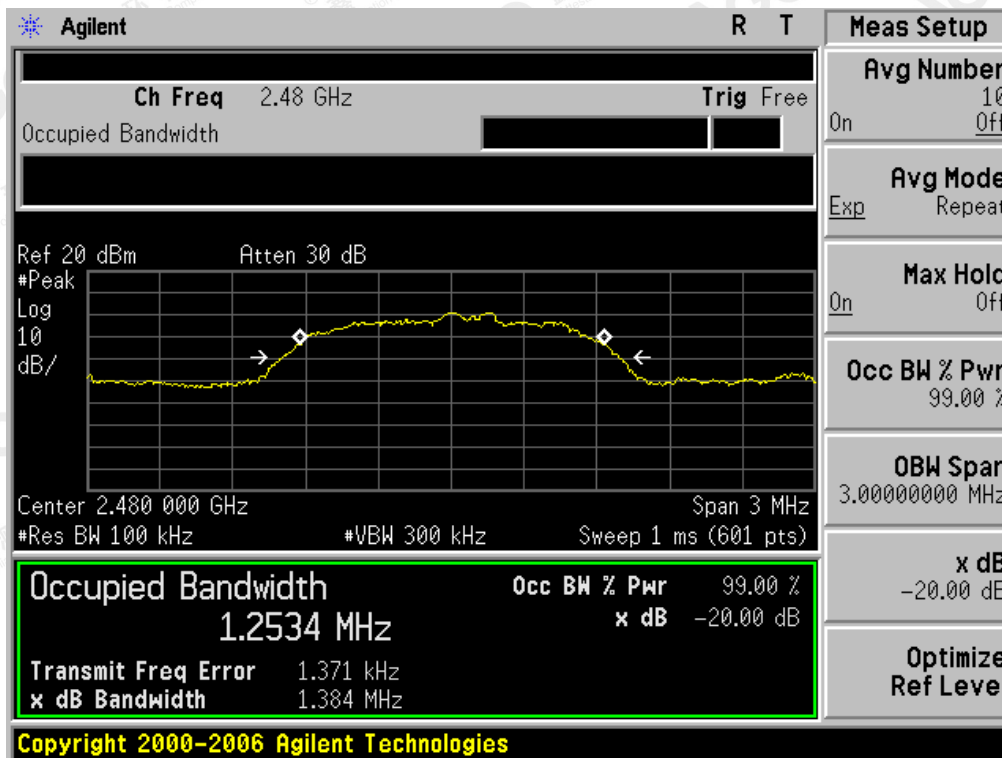 Agilent R T Meas Setup
Ch Freq 2.48 GHz Trig Free
Occupied Bandwidth
Ref 20 dBm Atten 30 dB
#Peak
Log
10
dB/
Center 2.480 000 GHz Span 3 MHz
#Res BW 100 kHz #VBW 300 kHz Sweep 1 ms (601 pts)
Occupied Bandwidth Occ BW % Pwr 99.00 %
1.2534 MHz x dB -20.00 dB
Transmit Freq Error 1.371 kHz
x dB Bandwidth 1.384 MHz
Copyright 2000-2006 Agilent Technologies
Avg Number
10
On Off
Avg Mode
Exp Repeat
Max Hold
On Off
Occ BW % Pwr
99.00 %
OBW Span
3.00000000 MHz
x dB
-20.00 dB
Optimize
Ref Level